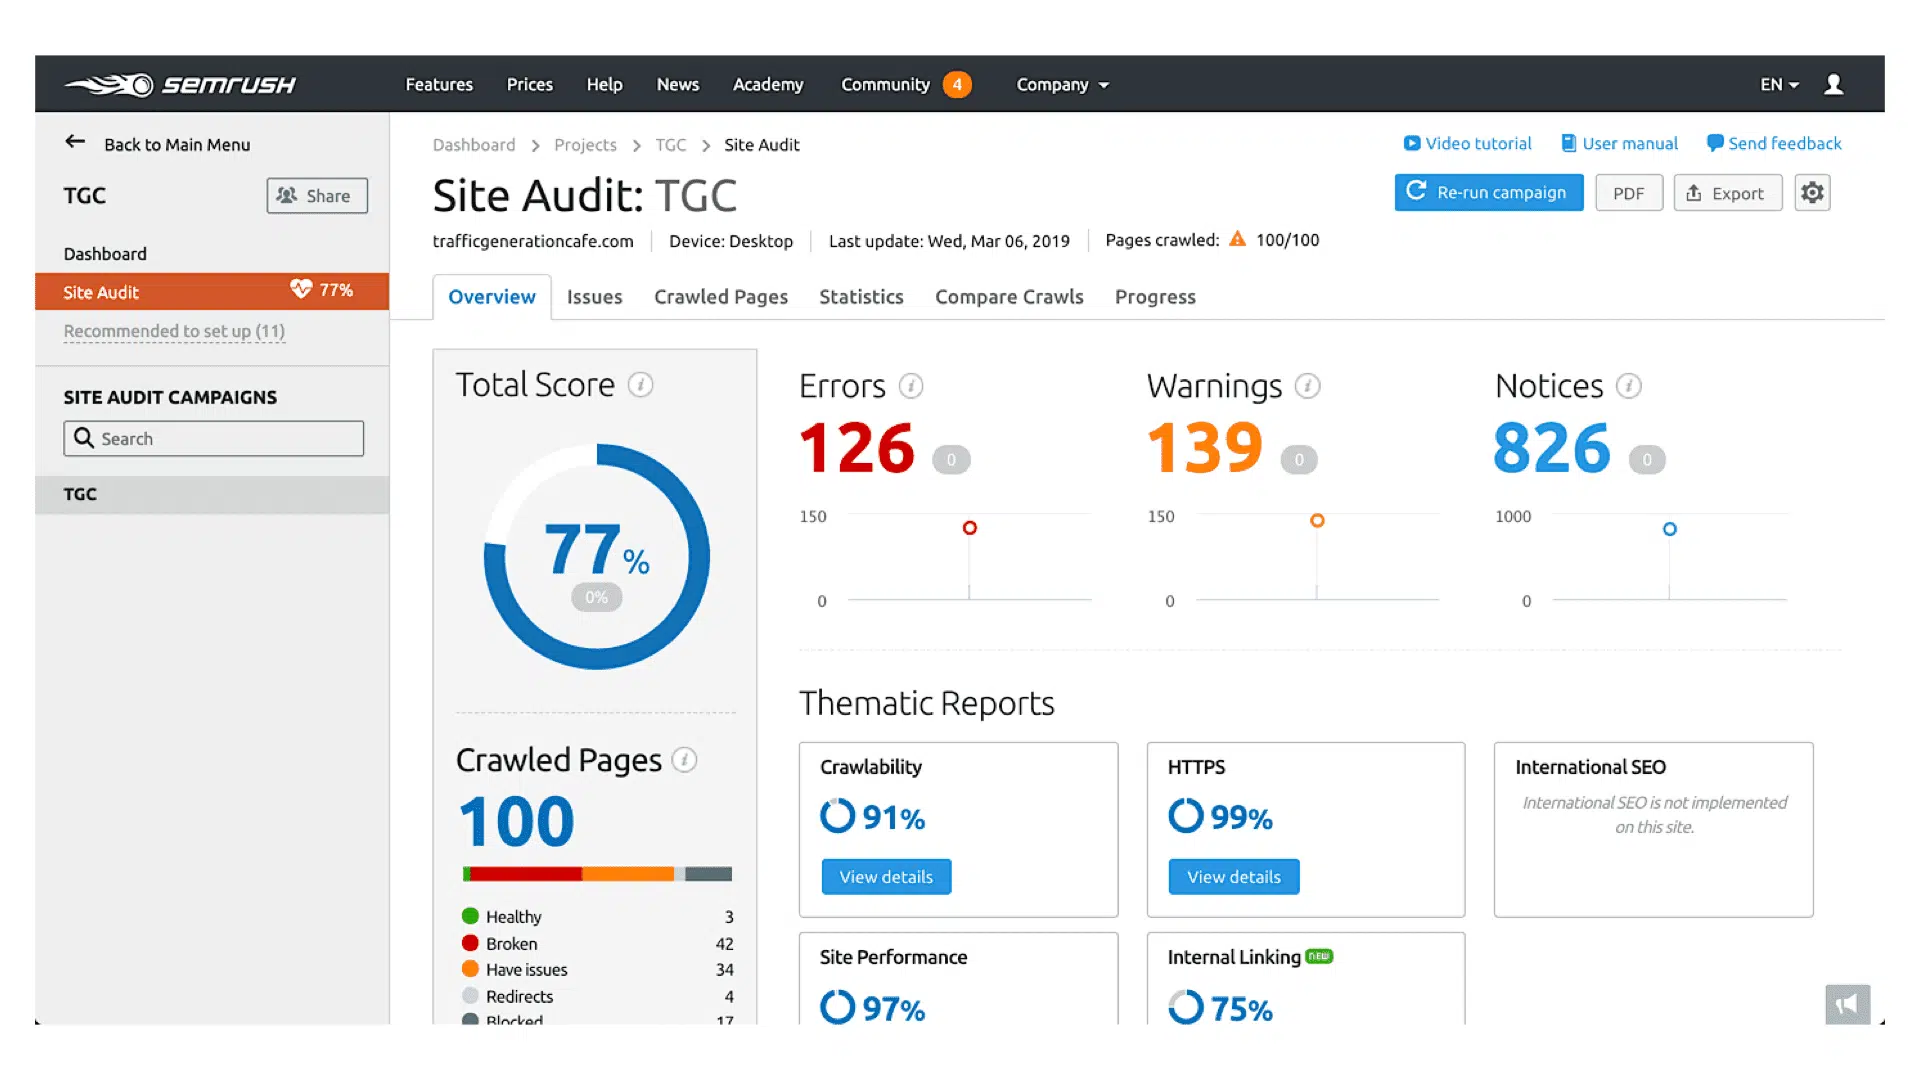 SEMRUSH
Features Prices Help News Academy Community 4 Company EN
Back to Main Menu
TGC Share
Dashboard
Site Audit 77%
Recommended to set up (11)
SITE AUDIT CAMPAIGNS
Search
TGC
Dashboard > Projects > TGC > Site Audit
Video tutorial User manual Send feedback
Site Audit: TGC
Re-run campaign PDF Export
trafficgenerationcafe.com Device: Desktop Last update: Wed, Mar 06, 2019 Pages crawled: 100/100
Overview Issues Crawled Pages Statistics Compare Crawls Progress
Total Score i
77%
0%
Crawled Pages i
100
Healthy 3
Broken 42
Have issues 34
Redirects 4
Blocked 17
Errors i
126 0
150
0
Warnings i
139 0
150
0
Notices i
826 0
1000
0
Thematic Reports
Crawlability
91%
View details
HTTPS
99%
View details
International SEO
International SEO is not implemented
on this site.
Site Performance
97%
Internal Linking NEW
75%